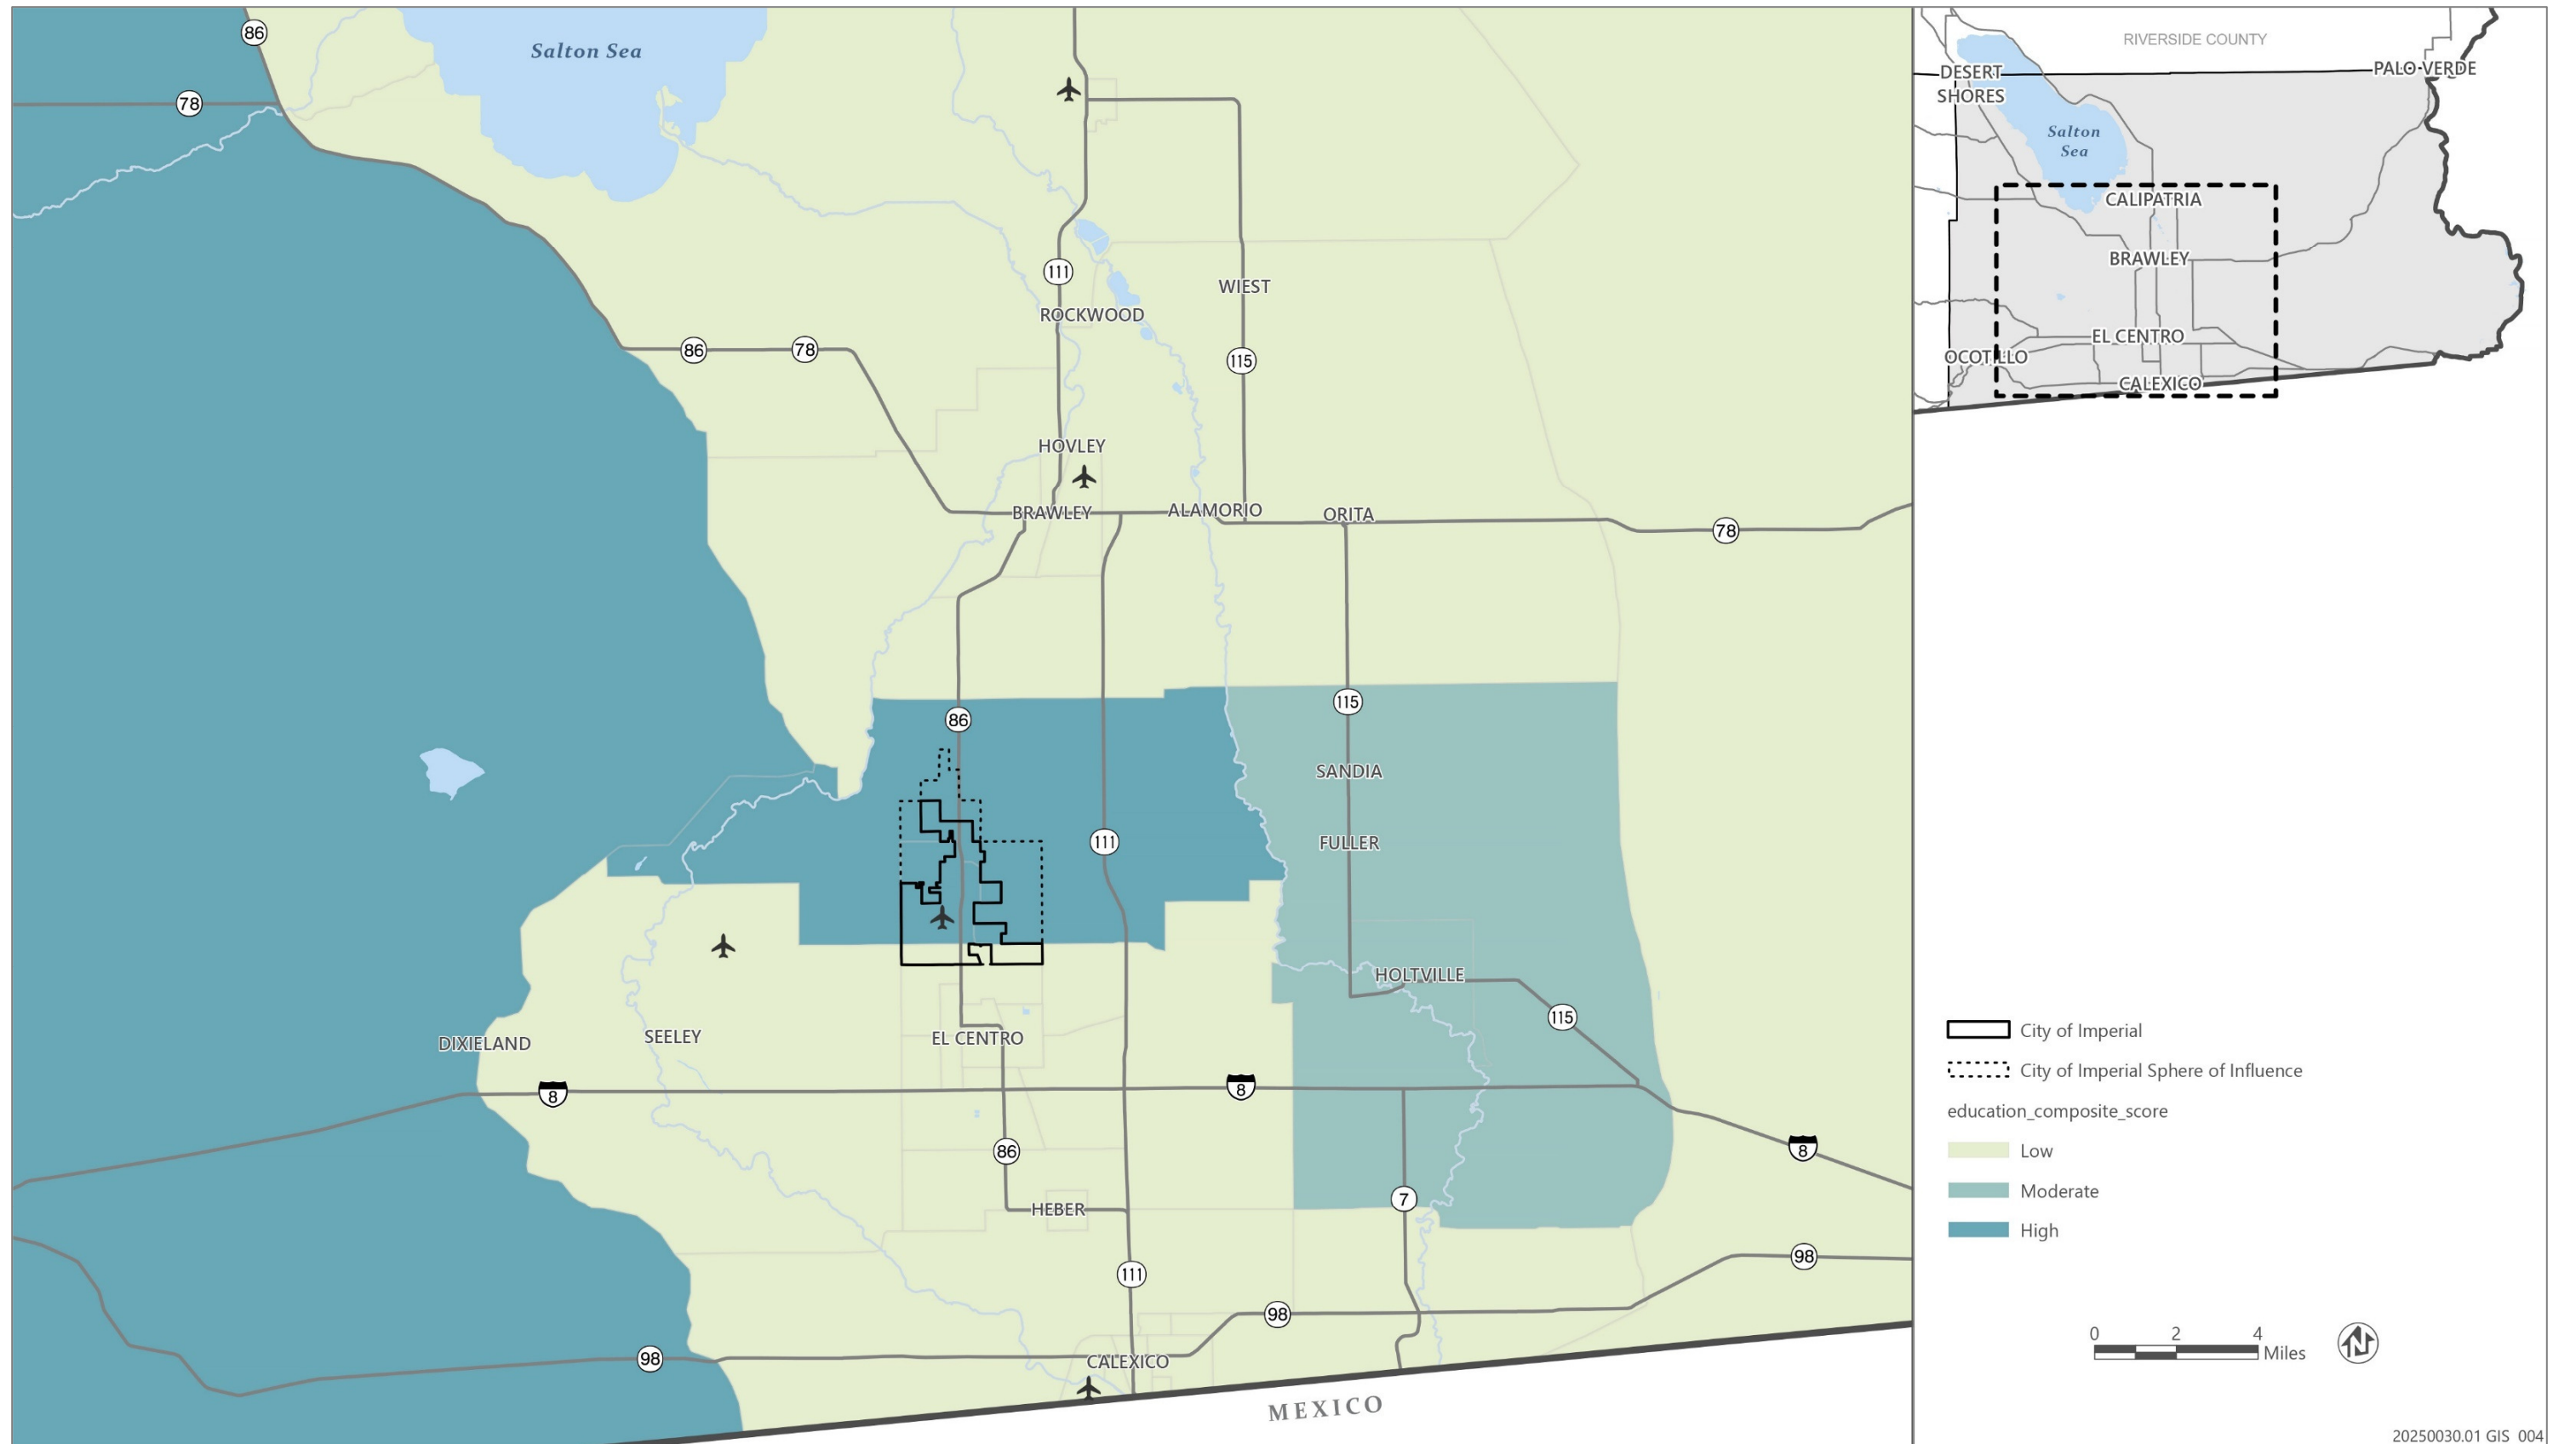 86
Salton Sea
78
111
WIEST
ROCKWOOD
86
78
115
HOVLEY
BRAWLEY
ALAMORIO
ORITA
78
115
86
SANDIA
111
FULLER
HOLTVILLE
115
DIXIELAND
SEELEY
EL CENTRO
8
8
86
8
7
HEBER
98
111
98
98
CALEXICO
MEXICO
RIVERSIDE COUNTY
DESERT
SHORES
PALO VERDE
Salton
Sea
CALIPATRIA
BRAWLEY
EL CENTRO
OCOTILLO
CALEXICO
City of Imperial
City of Imperial Sphere of Influence
education_composite_score
Low
Moderate
High
0 2 4
Miles
N
20250030.01 GIS 004